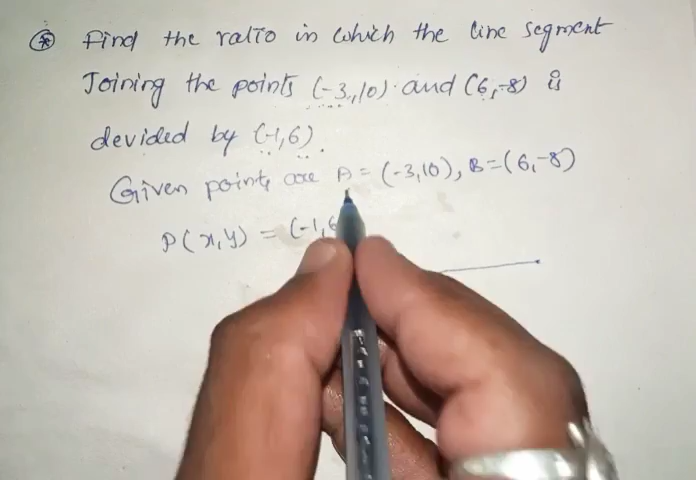 * Find the ratio in which the line segment
Joining the points (-3,10) and (6,-8) is
devided by (-1,6).
Given points are A = (-3,10), B=(6,-8)
P(x,y) = (-1,6